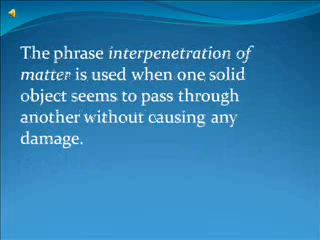 The phrase interpenetration of
matter is used when one solid
object seems to pass through
another without causing any
damage.